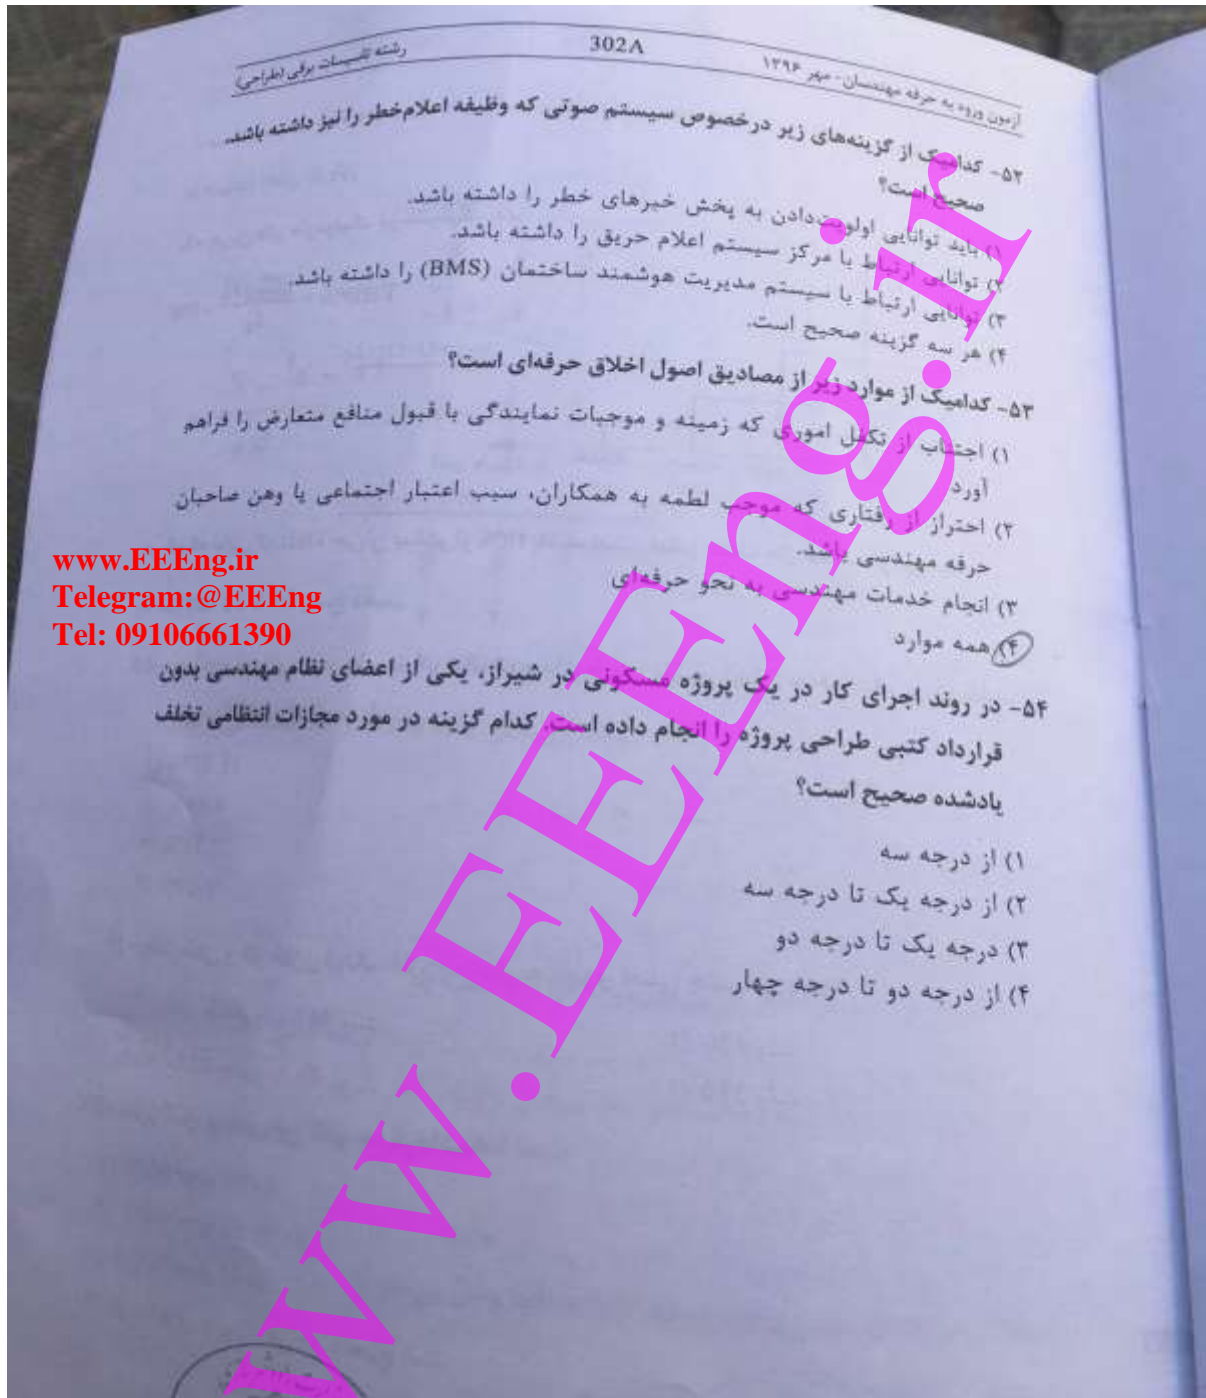 آزمون ورود به حرفه مهندسان - مهر ۱۳۹۶
302A
رشته تاسیسات برقی (طراحی)
۵۲- کدامیک از گزینه‌های زیر درخصوص سیستم صوتی که وظیفه اعلام‌خطر را نیز داشته باشد،
صحیح است؟
۱) باید توانایی اولویت‌دادن به پخش خبرهای خطر را داشته باشد.
۲) توانایی ارتباط با مرکز سیستم اعلام حریق را داشته باشد.
۳) توانایی ارتباط با سیستم مدیریت هوشمند ساختمان (BMS) را داشته باشد.
۴) هر سه گزینه صحیح است.
۵۳- کدامیک از موارد زیر از مصادیق اصول اخلاق حرفه‌ای است؟
۱) اجتناب از تکفل اموری که زمینه و موجبات نمایندگی با قبول منافع متعارض را فراهم
آورد
۲) احتراز از رفتاری که موجب لطمه به همکاران، سبب اعتبار اجتماعی یا وهن صاحبان
حرفه مهندسی باشد.
۳) انجام خدمات مهندسی به نحو حرفه‌ای
۴) همه موارد
۵۴- در روند اجرای کار در یک پروژه مسکونی در شیراز، یکی از اعضای نظام مهندسی بدون
قرارداد کتبی طراحی پروژه را انجام داده است. کدام گزینه در مورد مجازات انتظامی تخلف
یادشده صحیح است؟
۱) از درجه سه
۲) از درجه یک تا درجه سه
۳) درجه یک تا درجه دو
۴) از درجه دو تا درجه چهار
www.EEEng.ir
Telegram:@EEEng
Tel: 09106661390
ww.EEEng.ir